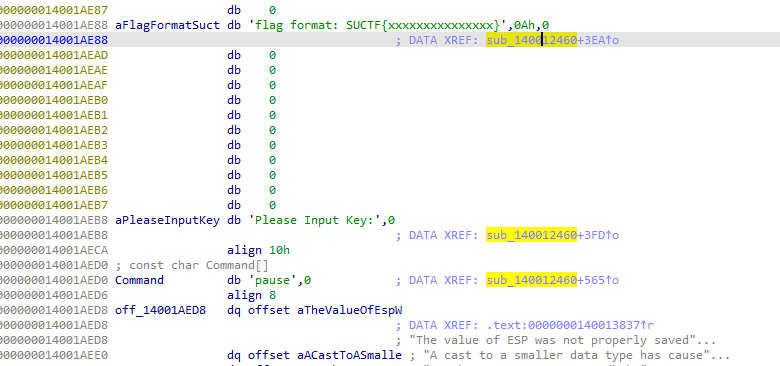 000000014001AE87 db 0
000000014001AE88 aFlagFormatSuct db 'flag format: SUCTF{xxxxxxxxxxxxxxx}',0Ah,0
000000014001AE88 ; DATA XREF: sub_140012460+3EA↑o
000000014001AEAD db 0
000000014001AEAE db 0
000000014001AEAF db 0
000000014001AEB0 db 0
000000014001AEB1 db 0
000000014001AEB2 db 0
000000014001AEB3 db 0
000000014001AEB4 db 0
000000014001AEB5 db 0
000000014001AEB6 db 0
000000014001AEB7 db 0
000000014001AEB8 aPleaseInputKey db 'Please Input Key:',0
000000014001AEB8 ; DATA XREF: sub_140012460+3FD↑o
000000014001AECA align 10h
000000014001AED0 ; const char Command[]
000000014001AED0 Command db 'pause',0 ; DATA XREF: sub_140012460+565↑o
000000014001AED6 align 8
000000014001AED8 off_14001AED8 dq offset aTheValueOfEspW
000000014001AED8 ; DATA XREF: .text:0000000140013837↑r
000000014001AED8 ; "The value of ESP was not properly saved"...
000000014001AEE0 dq offset aACastToASmalle ; "A cast to a smaller data type has cause"...